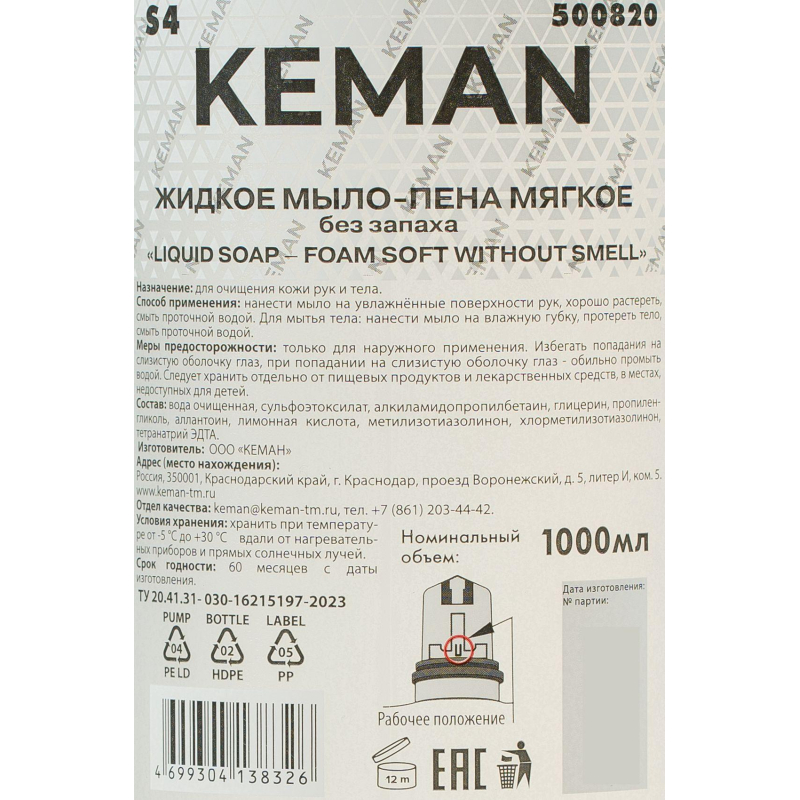 S4
500820
KEMAN
ЖИДКОЕ МЫЛО-ПЕНА МЯГКОЕ
без запаха
«LIQUID SOAP – FOAM SOFT WITHOUT SMELL»
Назначение: для очищения кожи рук и тела.
Способ применения: нанести мыло на увлажнённые поверхности рук, хорошо растереть,
смыть проточной водой. Для мытья тела: нанести мыло на влажную губку, протереть тело,
смыть проточной водой.
Меры предосторожности: только для наружного применения. Избегать попадания на
слизистую оболочку глаз, при попадании на слизистую оболочку глаз - обильно промыть
водой. Следует хранить отдельно от пищевых продуктов и лекарственных средств, в местах,
недоступных для детей.
Состав: вода очищенная, сульфоэтоксилат, алкиламидопропилбетаин, глицерин, пропилен-
гликоль, аллантоин, лимонная кислота, метилизотиазолинон, хлорметилизотиазолинон,
тетранатрий ЭДТА.
Изготовитель: ООО «КЕМАН»
Адрес (место нахождения):
Россия, 350001, Краснодарский край, г. Краснодар, проезд Воронежский, д. 5, литер И, ком. 5.
www.keman-tm.ru
Отдел качества: keman@keman-tm.ru, тел. +7 (861) 203-44-42.
Условия хранения: хранить при температу-
ре от -5 °С до +30 °С вдали от нагреватель-
ных приборов и прямых солнечных лучей.
Срок годности: 60 месяцев с даты
изготовления.
ТУ 20.41.31- 030-16215197-2023
Номинальный
объем:
1000мл
PUMP BOTTLE LABEL
04 02 05
PE LD HDPE PP
Дата изготовления:
№ партии:
Рабочее положение
4 699304 138326
12 m
EAC